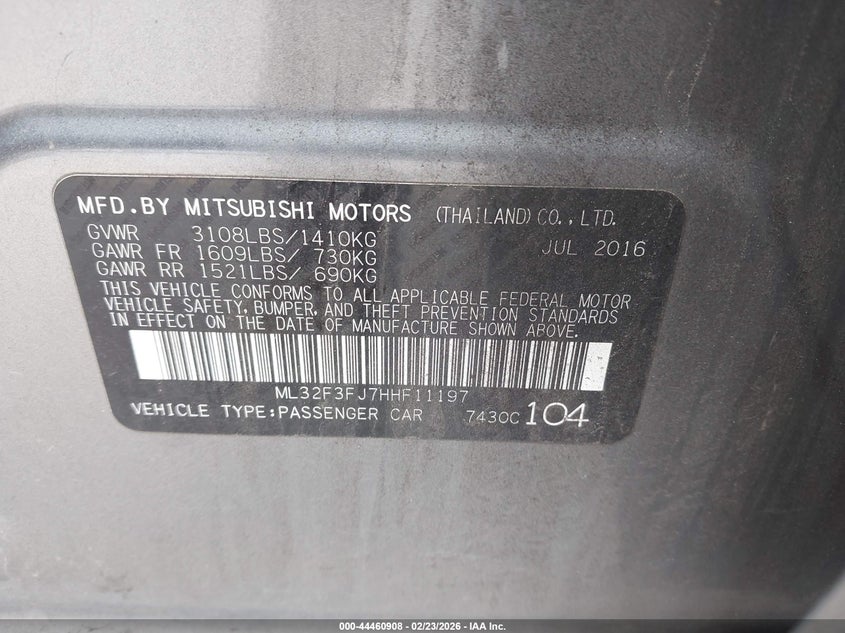 MFD.BY MITSUBISHI MOTORS (THAILAND) CO., LTD.
GVWR 3108LBS/1410KG JUL 2016
GAWR FR 1609LBS/ 730KG
GAWR RR 1521LBS/ 690KG
THIS VEHICLE CONFORMS TO ALL APPLICABLE FEDERAL MOTOR
VEHICLE SAFETY, BUMPER, AND THEFT PREVENTION STANDARDS
IN EFFECT ON THE DATE OF MANUFACTURE SHOWN ABOVE.
ML32F3FJ7HHF11197
VEHICLE TYPE:PASSENGER CAR 7430C 104
000-44460908 - 02/23/2026 - IAA Inc.